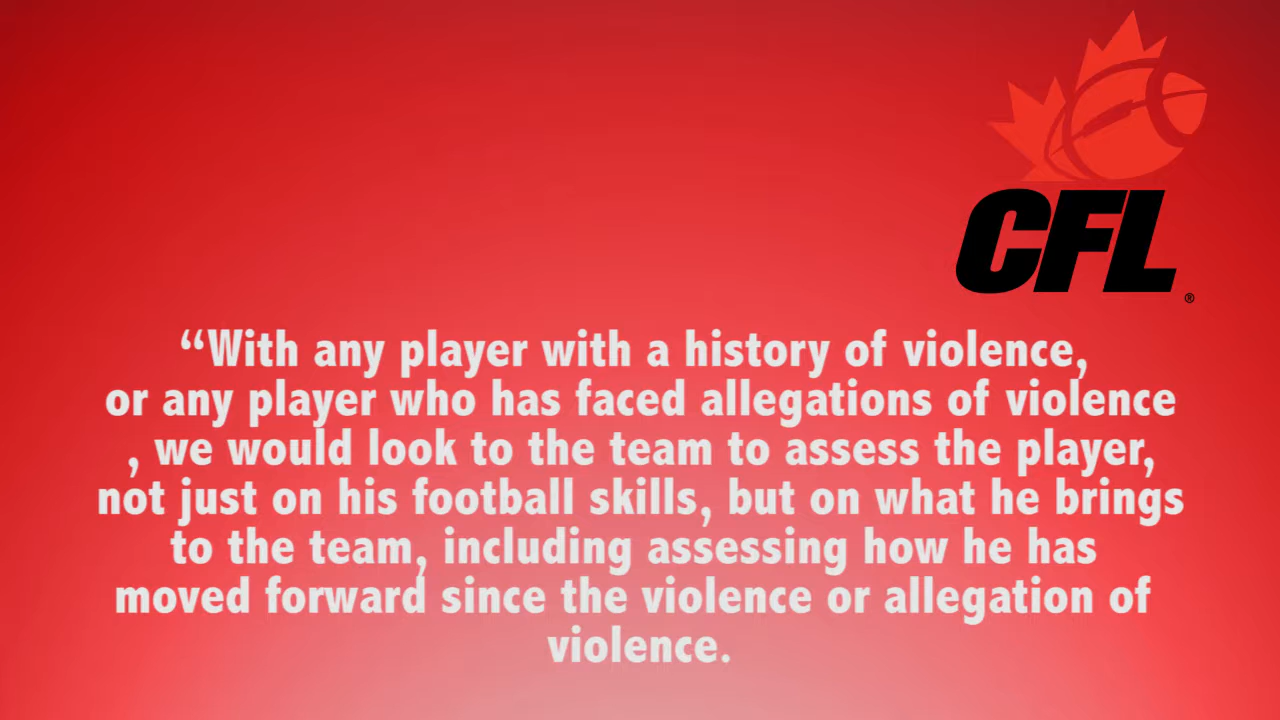 CFL
®
“With any player with a history of violence,
or any player who has faced allegations of violence
, we would look to the team to assess the player,
not just on his football skills, but on what he brings
to the team, including assessing how he has
moved forward since the violence or allegation of
violence.